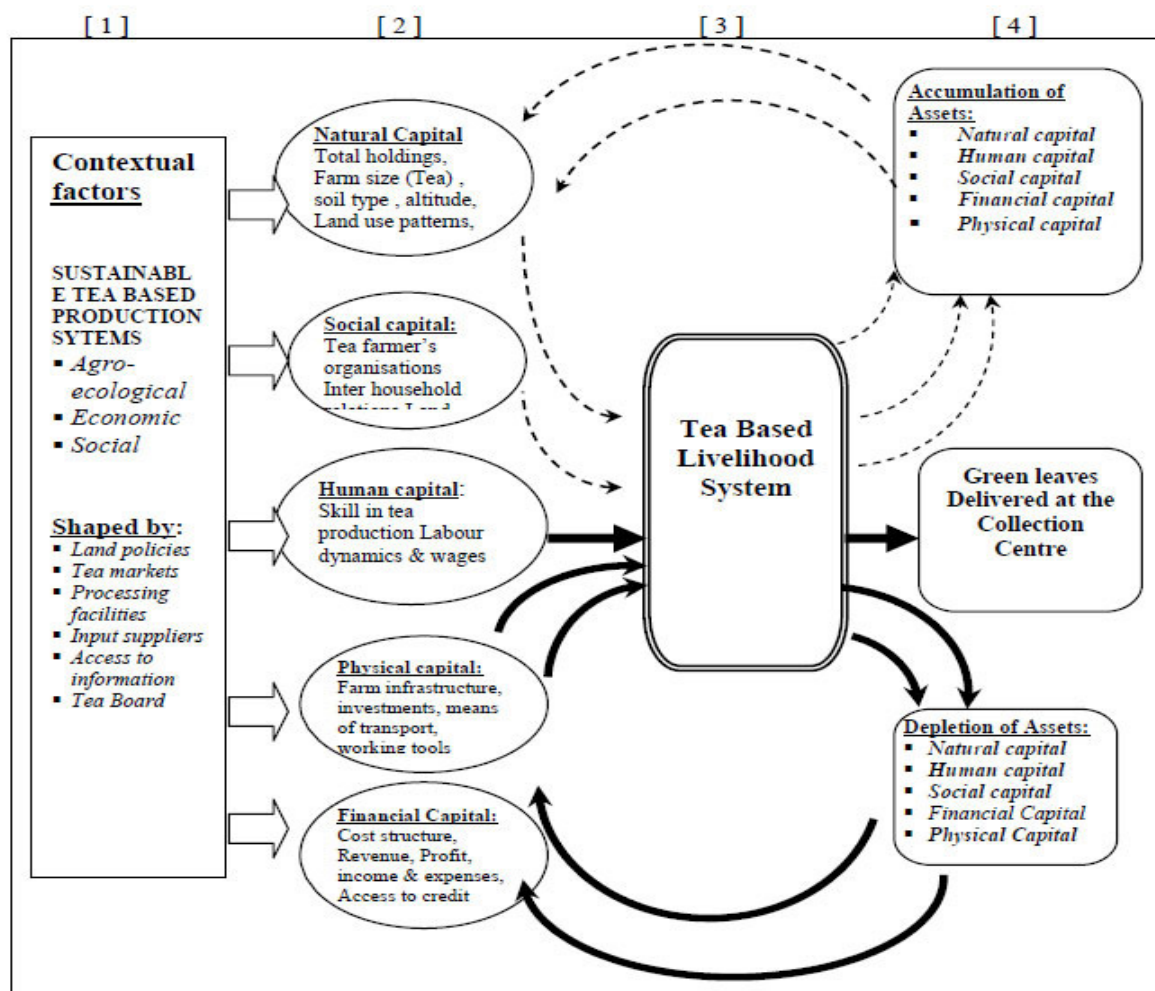 [ 1 ] [ 2 ] [ 3 ] [ 4 ]
Contextual
factors
SUSTAINABL
E TEA BASED
PRODUCTION
SYTEMS
▪ Agro-
ecological
▪ Economic
▪ Social
Shaped by:
▪ Land policies
▪ Tea markets
▪ Processing
facilities
▪ Input suppliers
▪ Access to
information
▪ Tea Board
Natural Capital
Total holdings,
Farm size (Tea) ,
soil type , altitude,
Land use patterns,
Social capital:
Tea farmer's
organisations
Inter household
relations Land
Human capital:
Skill in tea
production Labour
dynamics & wages
Physical capital:
Farm infrastructure,
investments, means
of transport,
working tools
Financial Capital:
Cost structure,
Revenue, Profit,
income & expenses,
Access to credit
Tea Based
Livelihood
System
Accumulation of
Assets:
▪ Natural capital
▪ Human capital
▪ Social capital
▪ Financial capital
▪ Physical capital
Green leaves
Delivered at the
Collection
Centre
Depletion of Assets:
▪ Natural capital
▪ Human capital
▪ Social capital
▪ Financial Capital
▪ Physical Capital